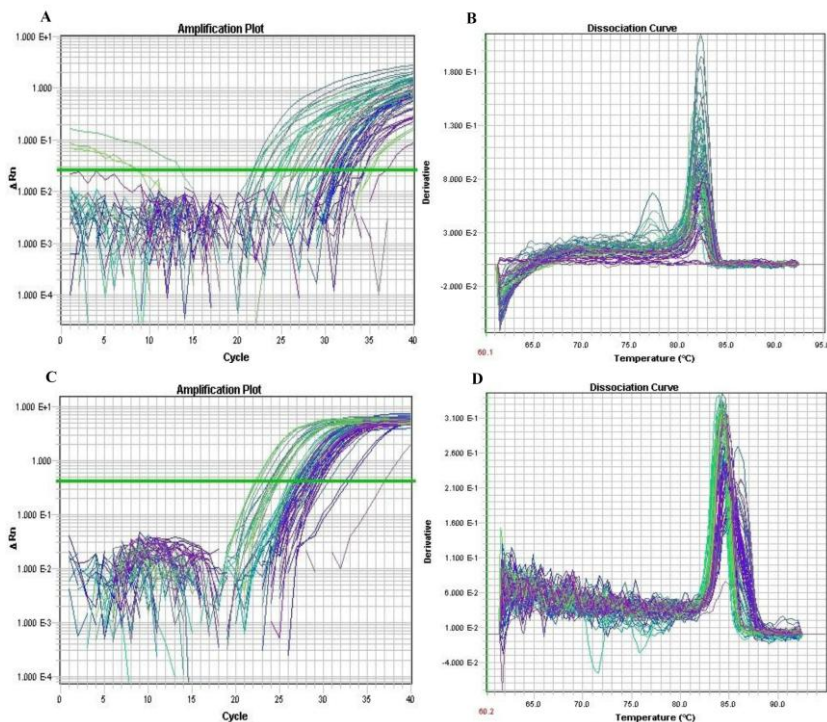 A
Amplification Plot
1.000 E+1
1.000
1.000 E-1
1.000 E-2
1.000 E-3
1.000 E-4
Δ Rn
0 5 10 15 20 25 30 35 40
Cycle
B
Dissociation Curve
1.800 E-1
1.300 E-1
8.000 E-2
3.000 E-2
-2.000 E-2
Derivative
60.1
65.0 70.0 75.0 80.0 85.0 90.0 95.0
Temperature (°C)
C
Amplification Plot
1.000 E+1
1.000
1.000 E-1
1.000 E-2
1.000 E-3
1.000 E-4
Δ Rn
0 10 20 30 40
Cycle
D
Dissociation Curve
3.100 E-1
2.600 E-1
2.100 E-1
1.600 E-1
1.100 E-1
6.000 E-2
1.000 E-2
-4.000 E-2
Derivative
60.2
65.0 70.0 75.0 80.0 85.0 90.0
Temperature (°C)